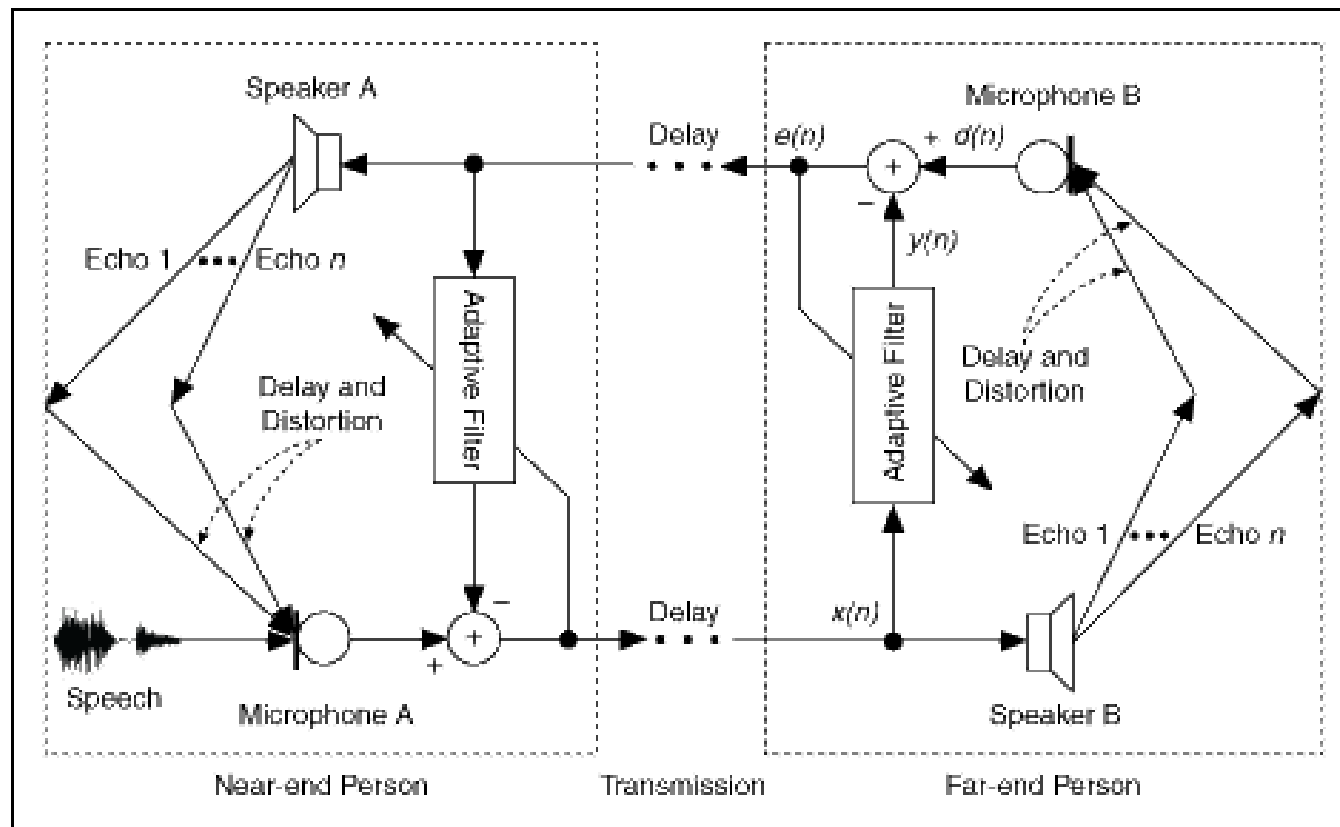 Speaker A
Microphone B
Delay
e(n)
+
d(n)
+
−
y(n)
Echo 1
Echo n
Adaptive Filter
Adaptive Filter
Delay and
Distortion
Delay and
Distortion
Echo 1
Echo n
−
Delay
x(n)
+
+
Speech
Microphone A
Speaker B
Near-end Person
Transmission
Far-end Person